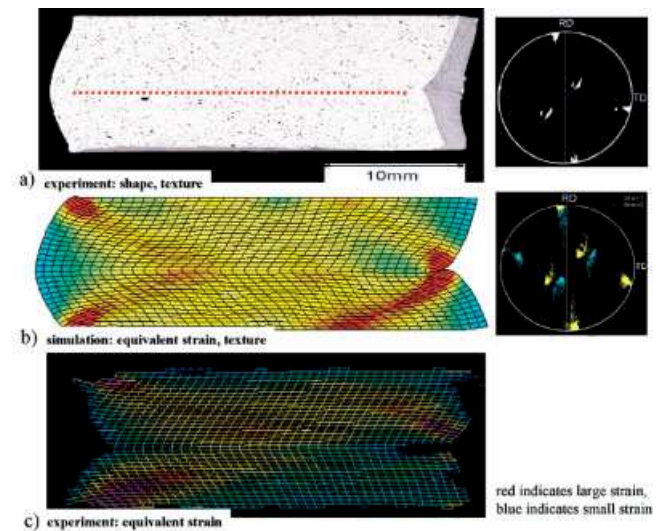 RD
TD
10mm
a) experiment: shape, texture
RD
TD
b) simulation: equivalent strain, texture
red indicates large strain,
blue indicates small strain
c) experiment: equivalent strain